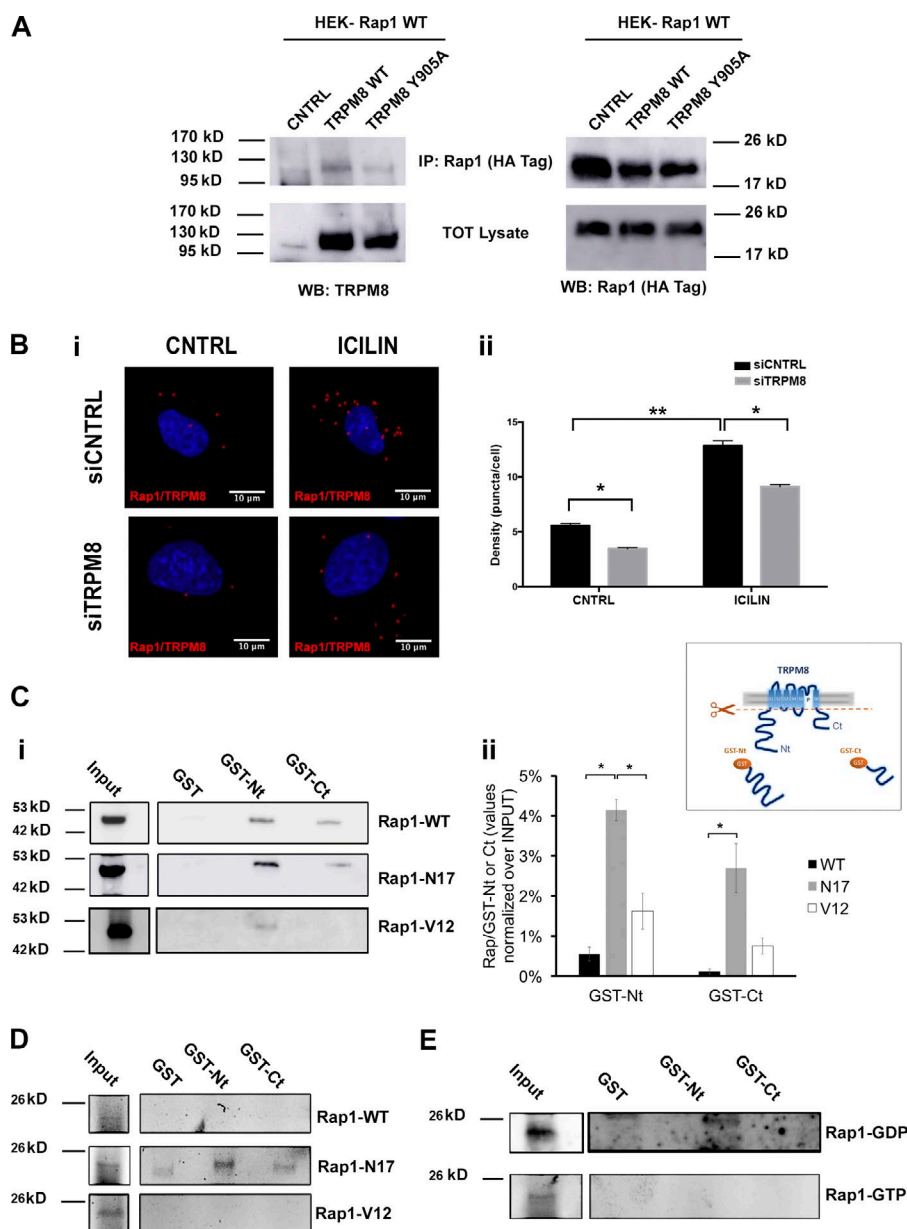 A
HEK- Rap1 WT
HEK- Rap1 WT
CNTRL
TRPM8 WT
TRPM8 Y905A
CNTRL
TRPM8 WT
TRPM8 Y905A
170 kD
130 kD
95 kD
IP: Rap1 (HA Tag)
26 kD
17 kD
170 kD
130 kD
95 kD
TOT Lysate
26 kD
17 kD
WB: TRPM8
WB: Rap1 (HA Tag)
B
i
CNTRL
ICILIN
siCNTRL
Rap1/TRPM8
10 µm
Rap1/TRPM8
10 µm
siTRPM8
Rap1/TRPM8
10 µm
Rap1/TRPM8
10 µm
ii
siCNTRL
siTRPM8
**
*
*
Density (puncta/cell)
15
10
5
0
CNTRL
ICILIN
C
i
Input
GST
GST-Nt
GST-Ct
53 kD
42 kD
Rap1-WT
53 kD
42 kD
Rap1-N17
53 kD
42 kD
Rap1-V12
ii
TRPM8
P
Ct
Nt
GST-Nt
GST
GST-Ct
GST
Rap/GST-Nt or Ct (values
normalized over INPUT)
6%
5%
4%
3%
2%
1%
0%
*
*
*
WT
N17
V12
GST-Nt
GST-Ct
D
Input
GST
GST-Nt
GST-Ct
26 kD
Rap1-WT
26 kD
Rap1-N17
26 kD
Rap1-V12
E
Input
GST
GST-Nt
GST-Ct
26 kD
Rap1-GDP
26 kD
Rap1-GTP